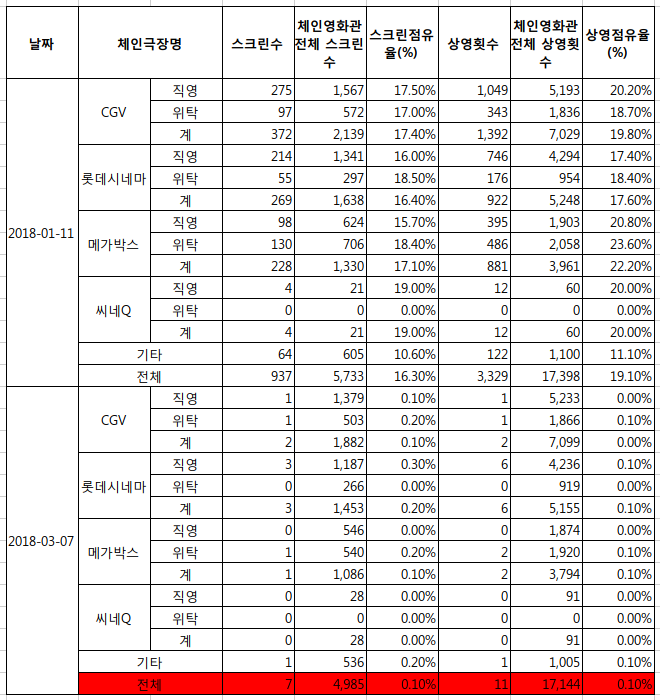 날짜 체인극장명 스크린수 체인영화관 전체 스크린수 스크린점유율(%) 상영횟수 체인영화관 전체 상영횟수 상영점유율(%)
2018-01-11 CGV 직영 275 1,567 17.50% 1,049 5,193 20.20%
위탁 97 572 17.00% 343 1,836 18.70%
계 372 2,139 17.40% 1,392 7,029 19.80%
롯데시네마 직영 214 1,341 16.00% 746 4,294 17.40%
위탁 55 297 18.50% 176 954 18.40%
계 269 1,638 16.40% 922 5,248 17.60%
메가박스 직영 98 624 15.70% 395 1,903 20.80%
위탁 130 706 18.40% 486 2,058 23.60%
계 228 1,330 17.10% 881 3,961 22.20%
씨네Q 직영 4 21 19.00% 12 60 20.00%
위탁 0 0 0.00% 0 0 0.00%
계 4 21 19.00% 12 60 20.00%
기타 64 605 10.60% 122 1,100 11.10%
전체 937 5,733 16.30% 3,329 17,398 19.10%
2018-03-07 CGV 직영 1 1,379 0.10% 1 5,233 0.00%
위탁 1 503 0.20% 1 1,866 0.00%
계 2 1,882 0.10% 2 7,099 0.00%
롯데시네마 직영 3 1,187 0.30% 6 4,236 0.10%
위탁 0 266 0.00% 0 919 0.00%
계 3 1,453 0.20% 6 5,155 0.10%
메가박스 직영 0 546 0.00% 0 1,874 0.00%
위탁 1 540 0.20% 2 1,920 0.10%
계 1 1,086 0.10% 2 3,794 0.10%
씨네Q 직영 0 28 0.00% 0 91 0.00%
위탁 0 0 0.00% 0 0 0.00%
계 0 28 0.00% 0 91 0.00%
기타 1 536 0.20% 1 1,005 0.10%
전체 7 4,985 0.10% 11 17,144 0.10%